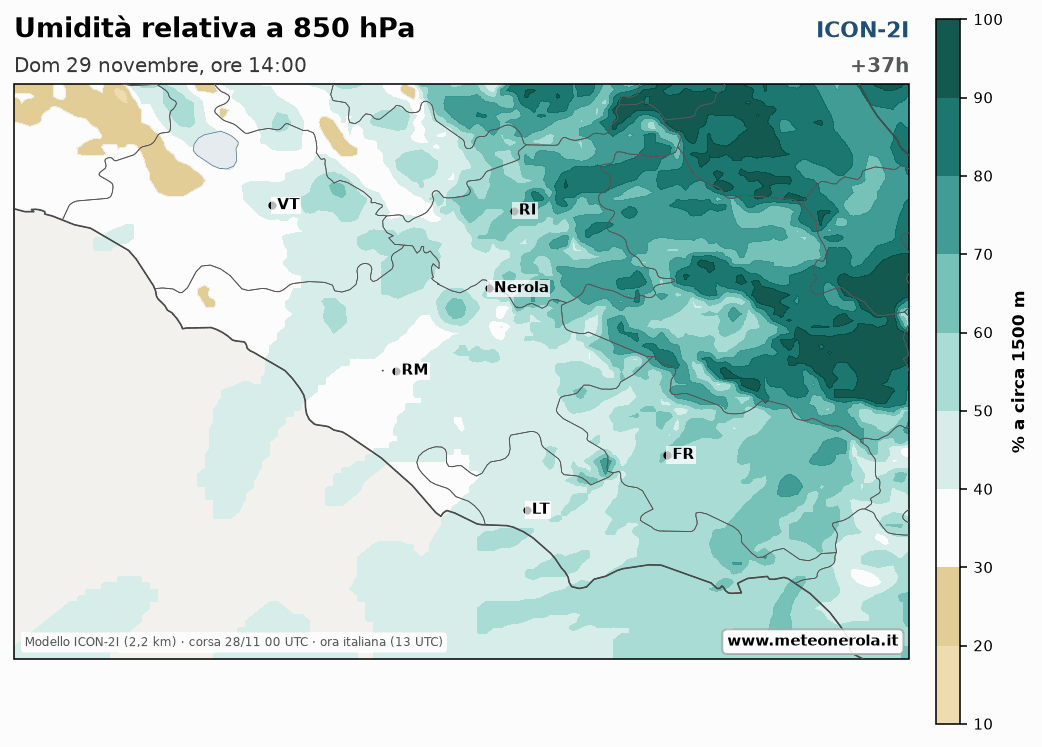 Umidità relativa a 850 hPa
ICON-2I
Dom 29 novembre, ore 14:00
+37h
100
90
80
70
60
50
40
30
20
10
% a circa 1500 m
VT
RI
Nerola
RM
FR
LT
Modello ICON-2I (2,2 km) · corsa 28/11 00 UTC · ora italiana (13 UTC)
www.meteonerola.it